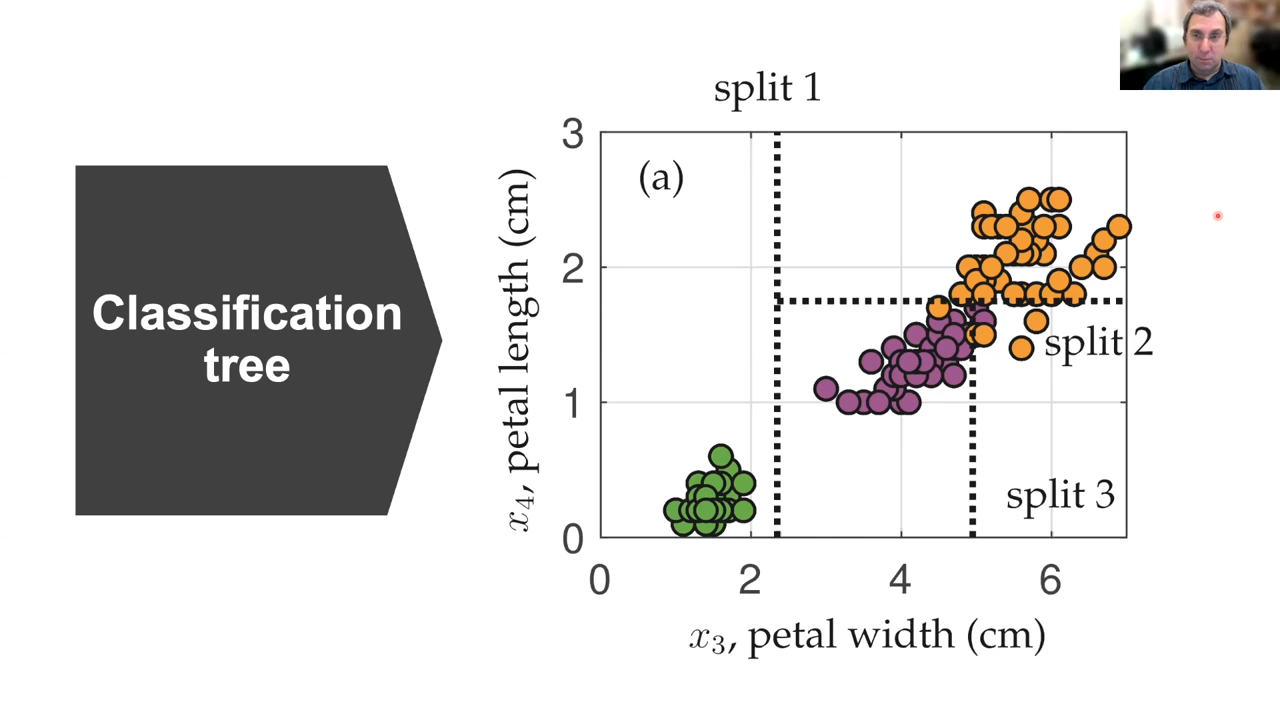 Classification
tree
split 1
(a)
split 2
split 3
3
2
1
0
x₄, petal length (cm)
0 2 4 6
x₃, petal width (cm)